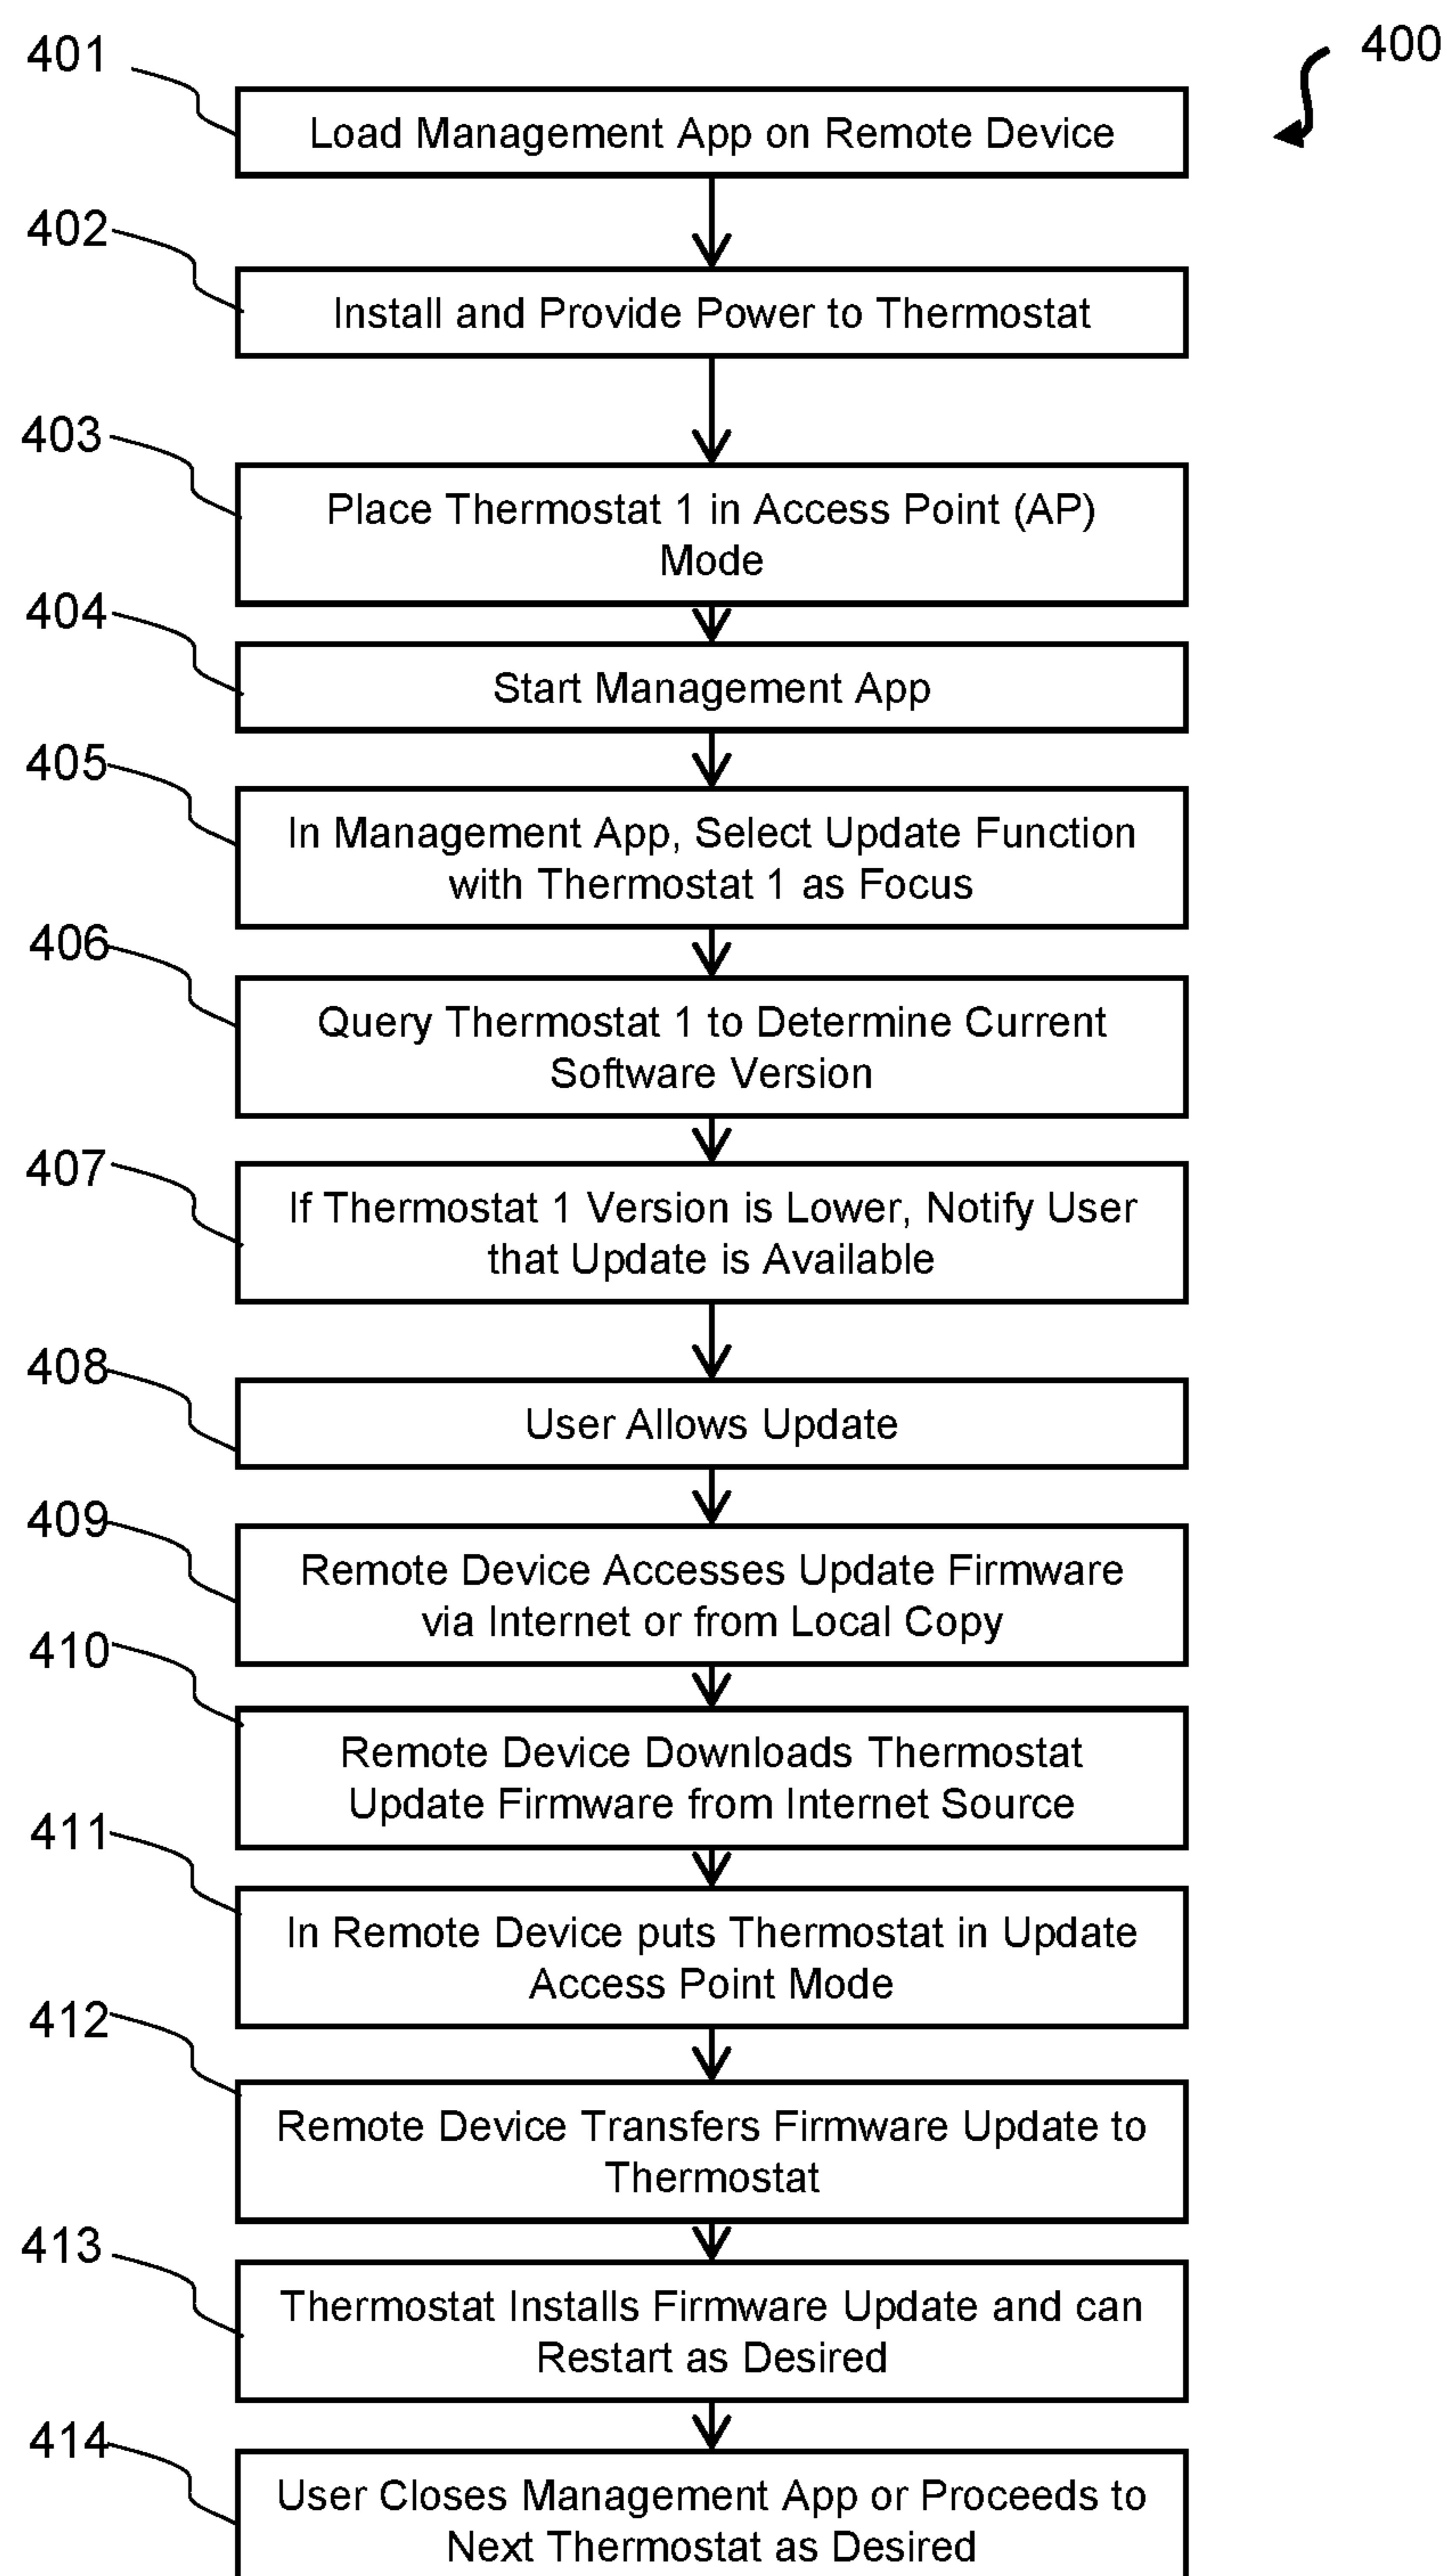 400
401
Load Management App on Remote Device
402
Install and Provide Power to Thermostat
403
Place Thermostat 1 in Access Point (AP)
Mode
404
Start Management App
405
In Management App, Select Update Function
with Thermostat 1 as Focus
406
Query Thermostat 1 to Determine Current
Software Version
407
If Thermostat 1 Version is Lower, Notify User
that Update is Available
408
User Allows Update
409
Remote Device Accesses Update Firmware
via Internet or from Local Copy
410
Remote Device Downloads Thermostat
Update Firmware from Internet Source
411
In Remote Device puts Thermostat in Update
Access Point Mode
412
Remote Device Transfers Firmware Update to
Thermostat
413
Thermostat Installs Firmware Update and can
Restart as Desired
414
User Closes Management App or Proceeds to
Next Thermostat as Desired